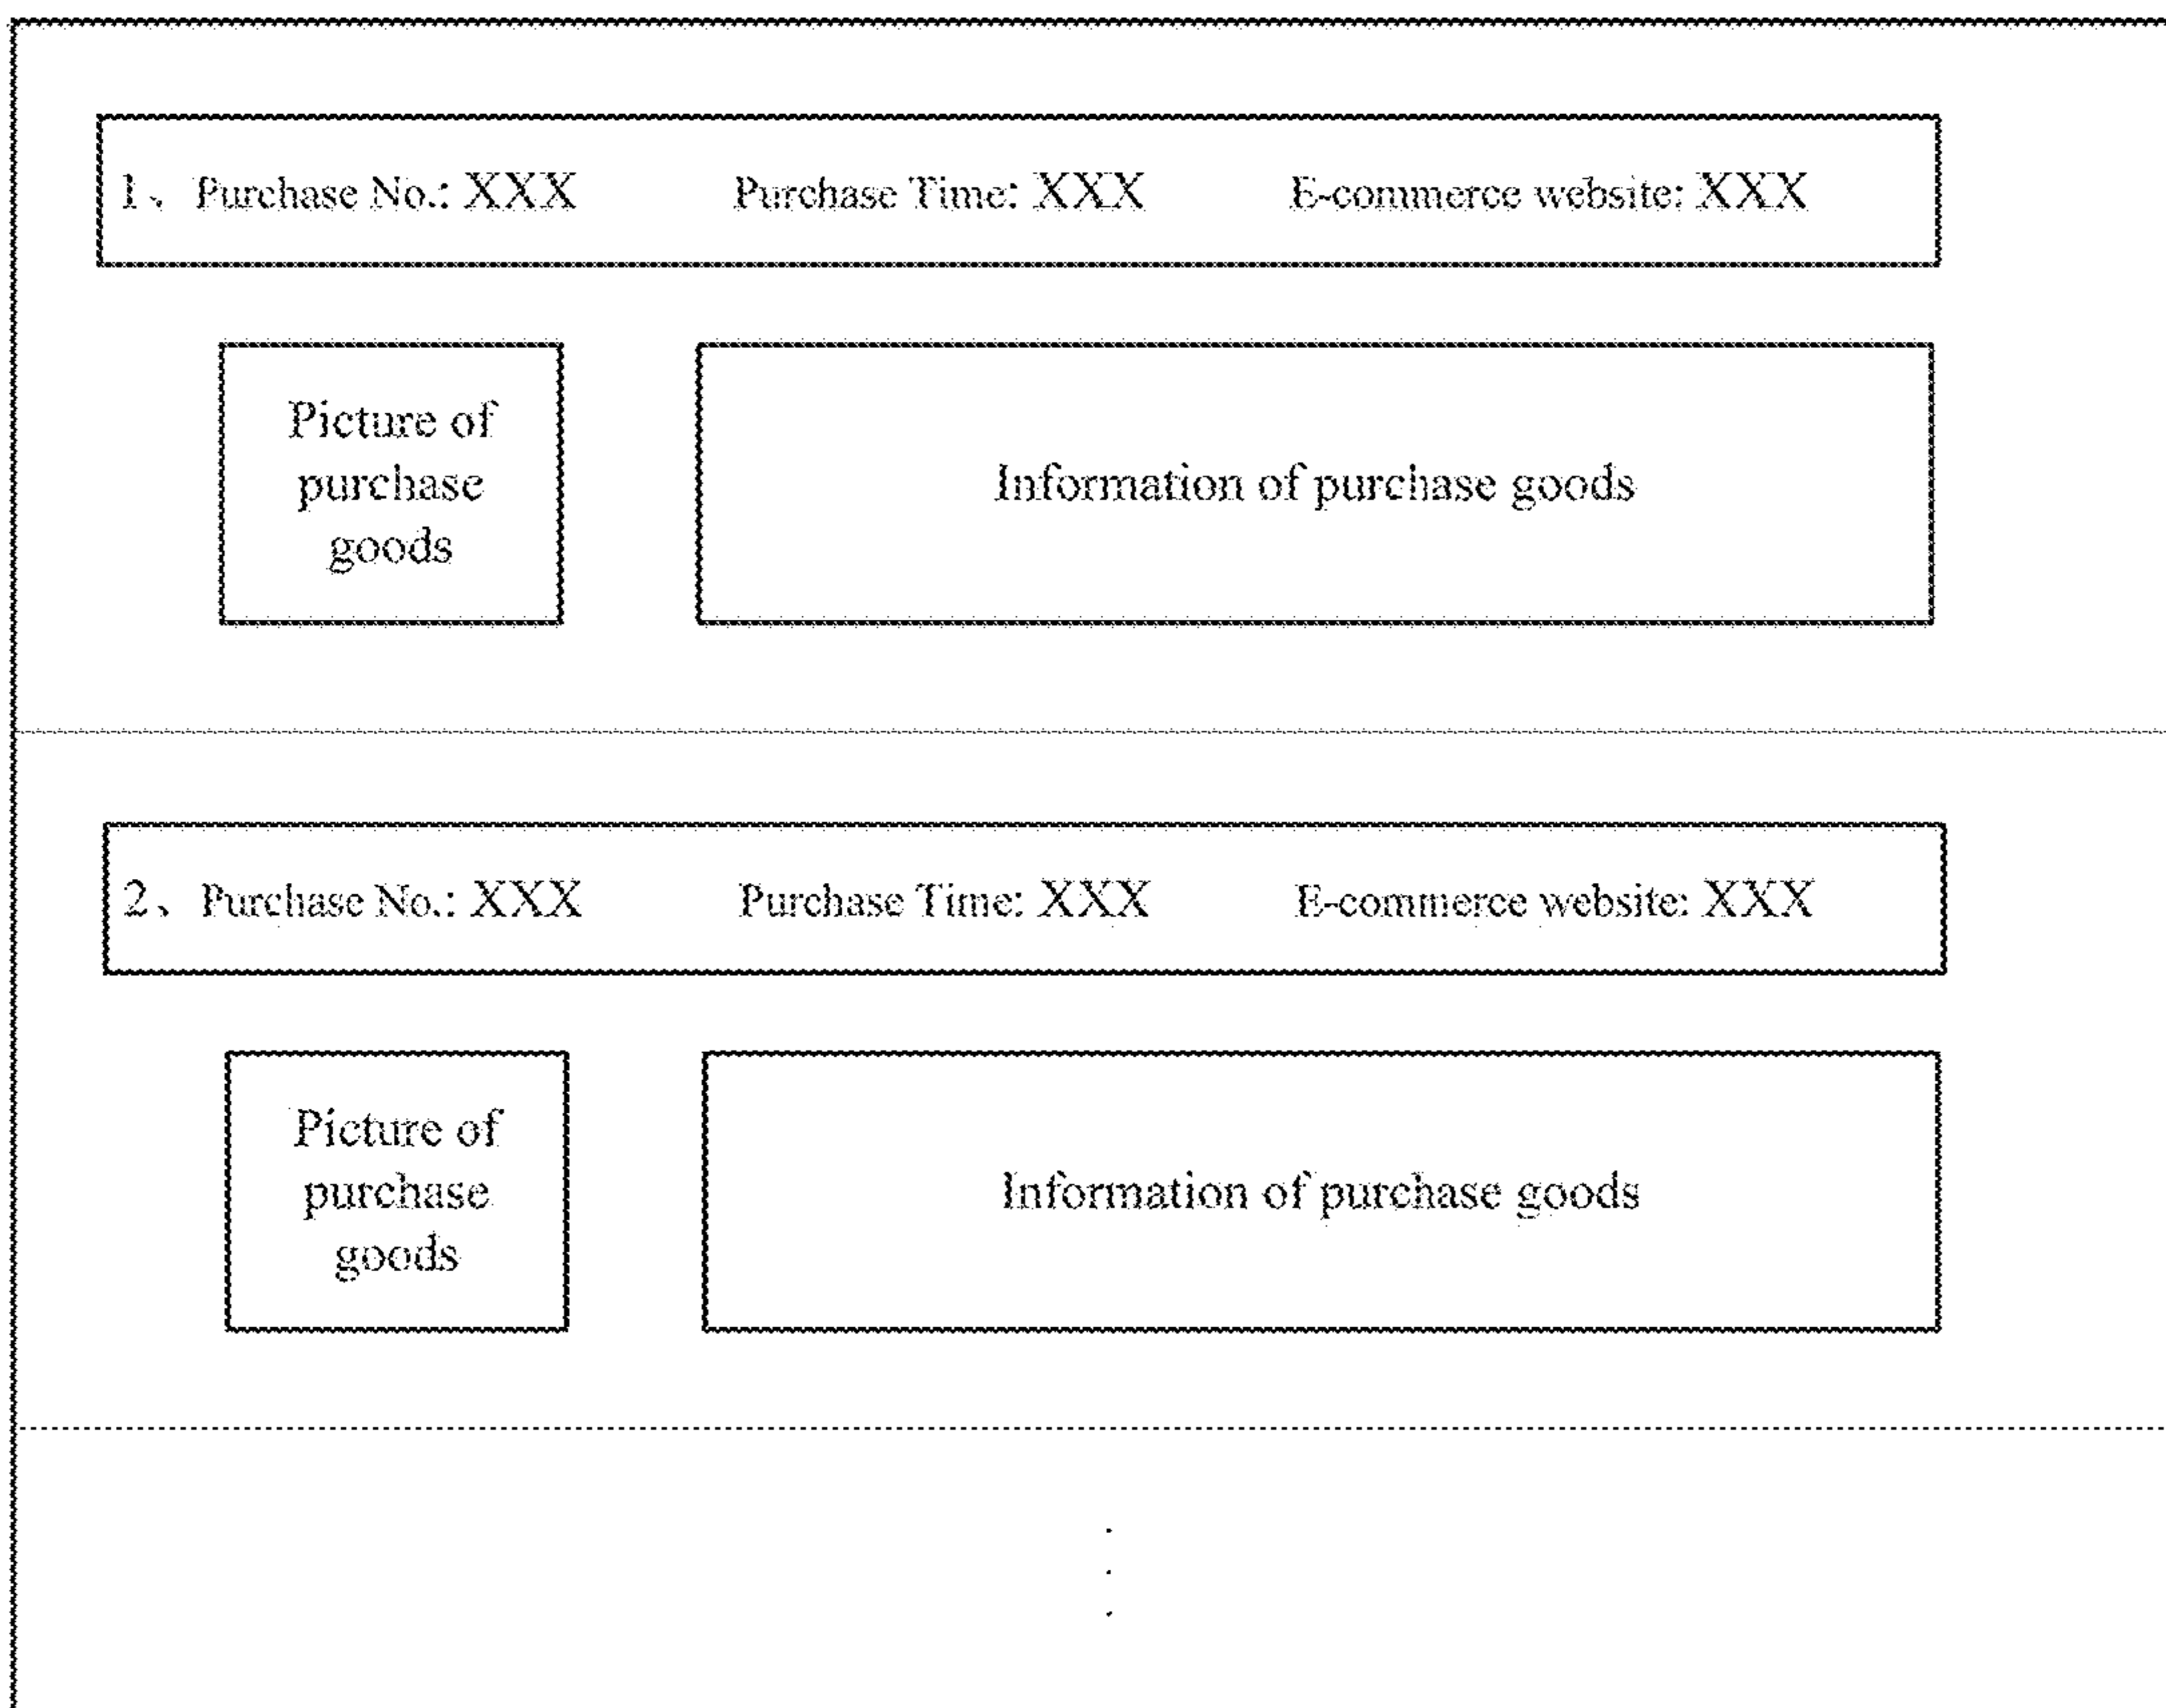 1、 Purchase No.: XXX Purchase Time: XXX E-commerce website: XXX
Picture of
purchase
goods
Information of purchase goods
2、 Purchase No.: XXX Purchase Time: XXX E-commerce website: XXX
Picture of
purchase
goods
Information of purchase goods